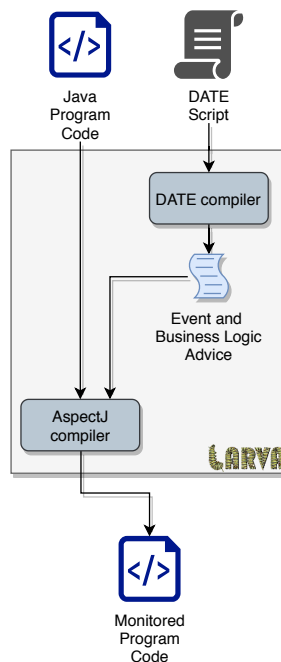 </>
Java
Program
Code
DATE
Script
DATE compiler
Event and
Business Logic
Advice
AspectJ
compiler
LARVA
</>
Monitored
Program
Code